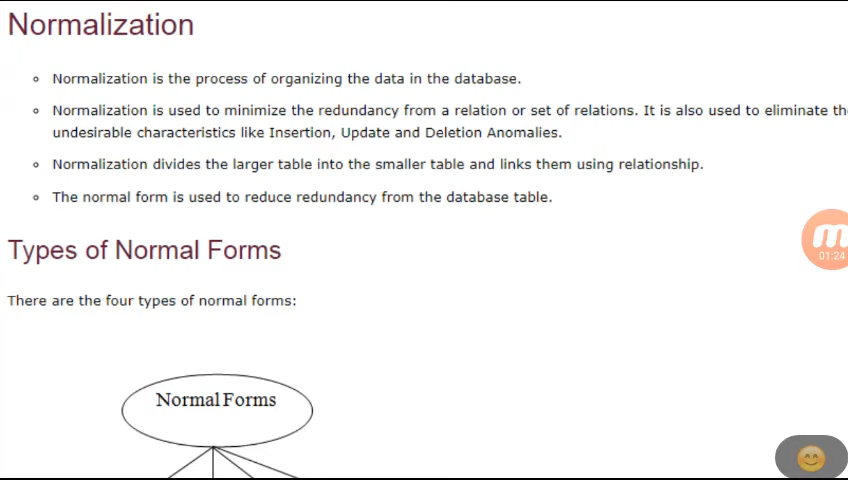 Normalization
Normalization is the process of organizing the data in the database.
Normalization is used to minimize the redundancy from a relation or set of relations. It is also used to eliminate the
undesirable characteristics like Insertion, Update and Deletion Anomalies.
Normalization divides the larger table into the smaller table and links them using relationship.
The normal form is used to reduce redundancy from the database table.
Types of Normal Forms
01:24
There are the four types of normal forms:
Normal Forms